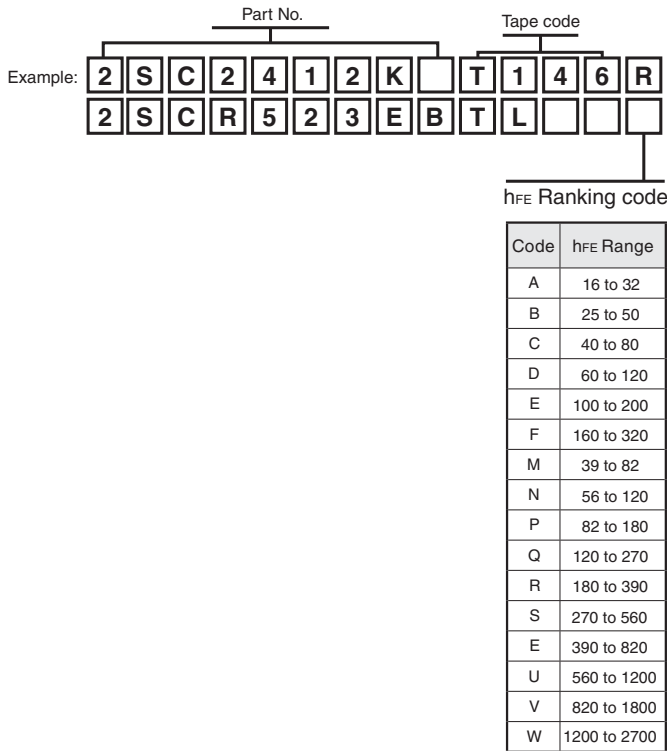 Part No.
Tape code
Example: 2 S C 2 4 1 2 K T 1 4 6 R
2 S C R 5 2 3 E B T L
hFE Ranking code
Code hFE Range
A 16 to 32
B 25 to 50
C 40 to 80
D 60 to 120
E 100 to 200
F 160 to 320
M 39 to 82
N 56 to 120
P 82 to 180
Q 120 to 270
R 180 to 390
S 270 to 560
E 390 to 820
U 560 to 1200
V 820 to 1800
W 1200 to 2700